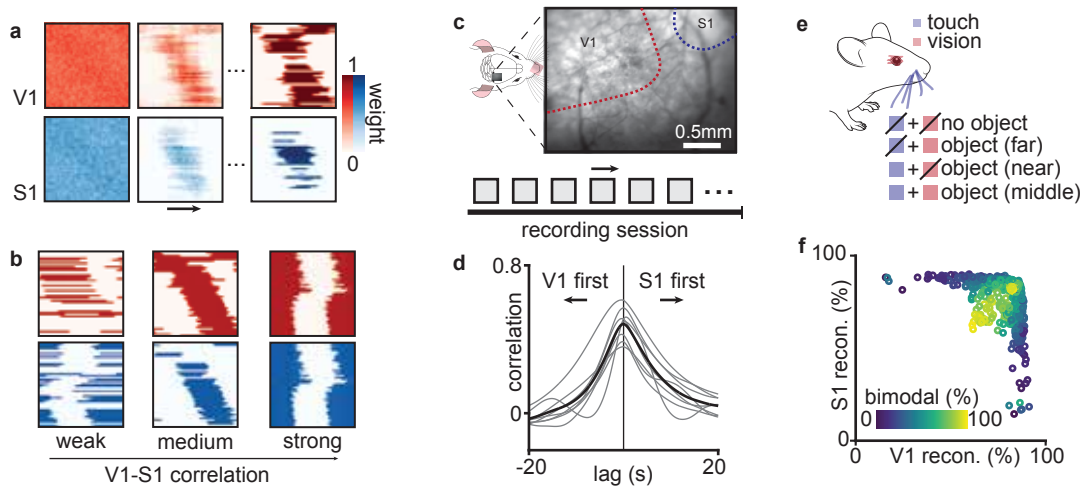 a
V1
S1
...
...
1
0
weight
b
weak
medium
strong
V1-S1 correlation
c
V1
S1
0.5mm
recording session
d
0.8
0
correlation
V1 first
S1 first
-20
0
20
lag (s)
e
touch
vision
+ no object
+ object (far)
+ object (near)
+ object (middle)
f
100
0
S1 recon. (%)
bimodal (%)
0
100
0
100
V1 recon. (%)